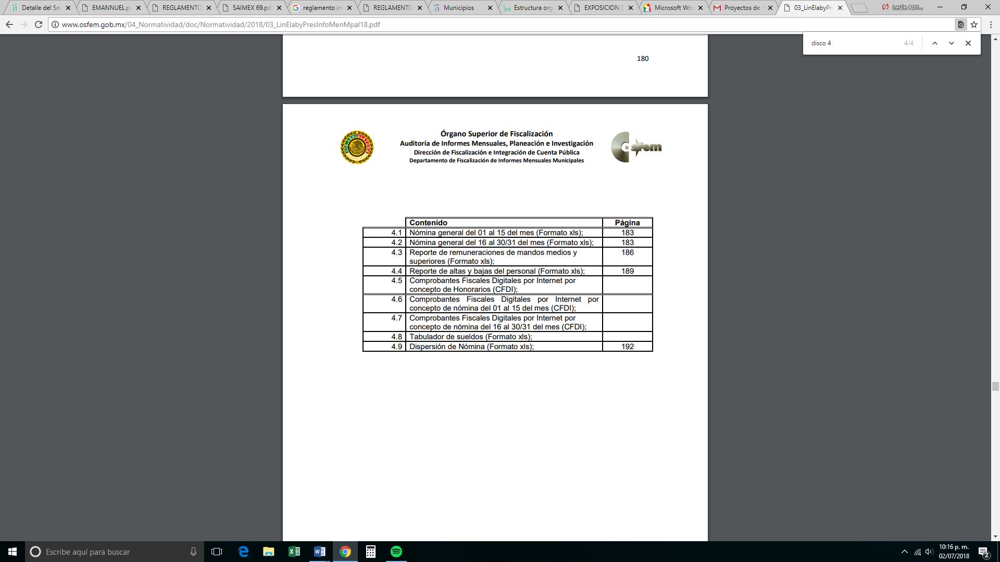 Detalle del Se
EMANNUEL.p
REGLAMENTO
SAIMEX 69.pd
reglamento in
REGLAMENTO
Municipios
Estructura org
EXPOSICION
Microsoft Wo
Proyectos de
03_LinElabyPr
Leslie Adri...
www.osfem.gob.mx/04_Normatividad/doc/Normatividad/2018/03_LinElabyPresInfoMenMpal18.pdf
disco 4 4/4
180
Órgano Superior de Fiscalización
Auditoría de Informes Mensuales, Planeación e Investigación
Dirección de Fiscalización e Integración de Cuenta Pública
Departamento de Fiscalización de Informes Mensuales Municipales
osfem
Contenido Página
4.1 Nómina general del 01 al 15 del mes (Formato xls); 183
4.2 Nómina general del 16 al 30/31 del mes (Formato xls); 183
4.3 Reporte de remuneraciones de mandos medios y 186
superiores (Formato xls);
4.4 Reporte de altas y bajas del personal (Formato xls); 189
4.5 Comprobantes Fiscales Digitales por Internet por
concepto de Honorarios (CFDI);
4.6 Comprobantes Fiscales Digitales por Internet por
concepto de nómina del 01 al 15 del mes (CFDI);
4.7 Comprobantes Fiscales Digitales por Internet por
concepto de nómina del 16 al 30/31 del mes (CFDI);
4.8 Tabulador de sueldos (Formato xls);
4.9 Dispersión de Nómina (Formato xls); 192
Escribe aquí para buscar
10:16 p. m.
02/07/2018
2